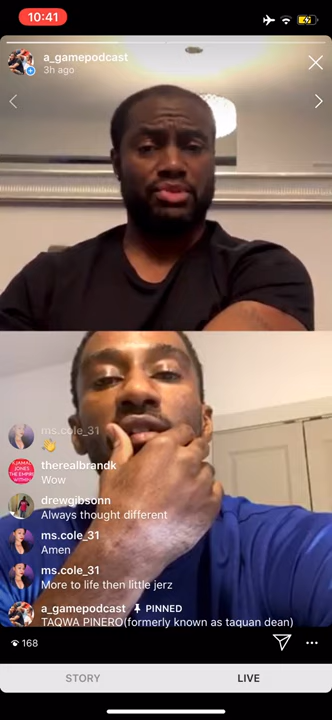 10:41
a_gamepodcast
3h ago
ms.cole_31
👋
therealbrandk
Wow
drewgibsonn
Always thought different
ms.cole_31
Amen
ms.cole_31
More to life then little jerz
a_gamepodcast PINNED
TAQWA PINERO(formerly known as taquan dean)
168
STORY LIVE